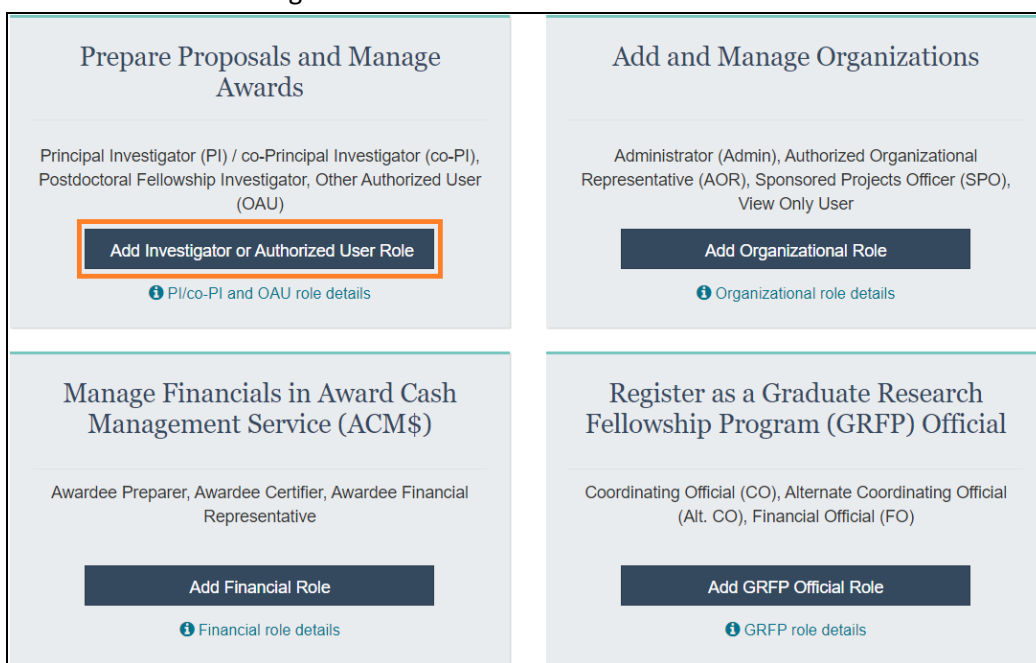 Prepare Proposals and Manage
Awards
Principal Investigator (PI) / co-Principal Investigator (co-PI),
Postdoctoral Fellowship Investigator, Other Authorized User
(OAU)
Add Investigator or Authorized User Role
PI/co-PI and OAU role details
Add and Manage Organizations
Administrator (Admin), Authorized Organizational
Representative (AOR), Sponsored Projects Officer (SPO),
View Only User
Add Organizational Role
Organizational role details
Manage Financials in Award Cash
Management Service (ACM$)
Awardee Preparer, Awardee Certifier, Awardee Financial
Representative
Add Financial Role
Financial role details
Register as a Graduate Research
Fellowship Program (GRFP) Official
Coordinating Official (CO), Alternate Coordinating Official
(Alt. CO), Financial Official (FO)
Add GRFP Official Role
GRFP role details